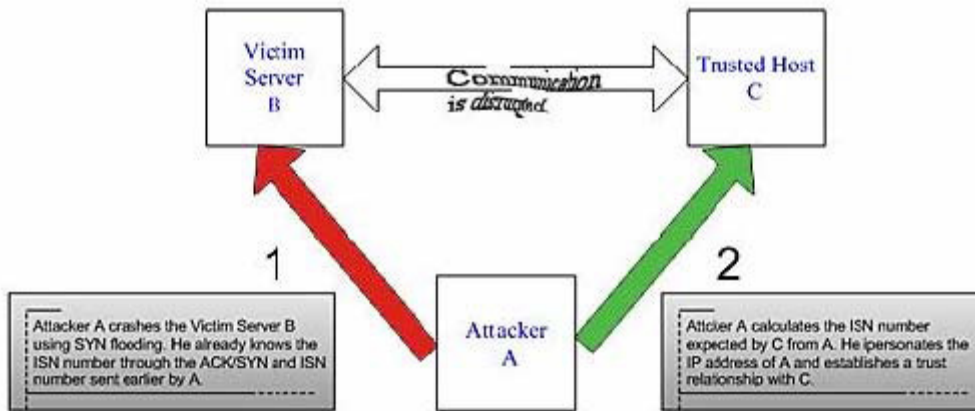 Victim
Server
B
Trusted Host
C
Communication
is disrupted.
1
2
Attacker A crashes the Victim Server B
using SYN flooding. He already knows the
ISN number through the ACK/SYN and ISN
number sent earlier by A.
Attacker
A
Attcier A calculates the ISN number
expected by C from A. He ipersonates the
IP address of A and establishes a trust
relationship with C.